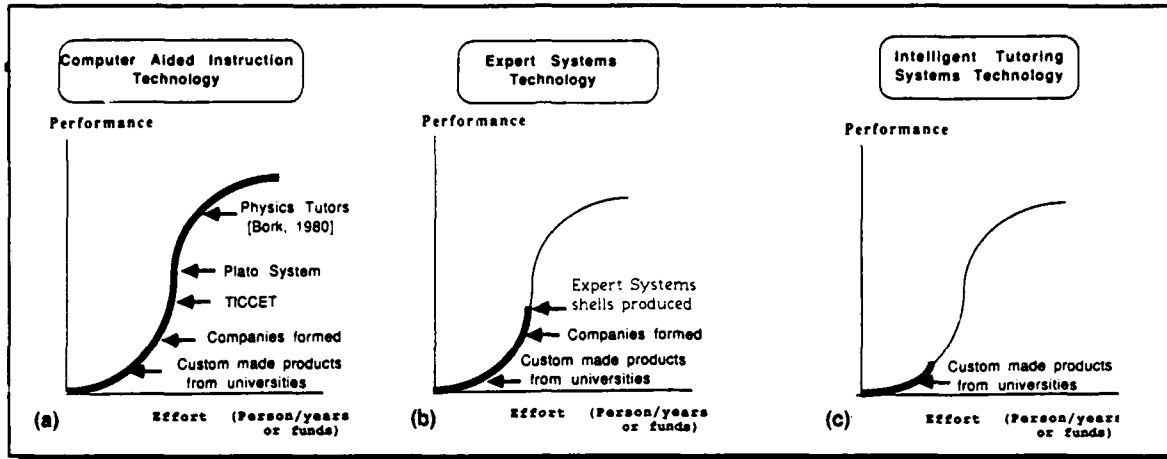 Computer Aided Instruction
Technology
Performance
Physics Tutors
[Bork, 1980]
Plato System
TICCET
Companies formed
Custom made products
from universities
(a)
Effort (Person/years
or funds)
Expert Systems
Technology
Performance
Expert Systems
shells produced
Companies formed
Custom made products
from universities
(b)
Effort (Person/years
or funds)
Intelligent Tutoring
Systems Technology
Performance
Custom made products
from universities
(c)
Effort (Person/years
or funds)